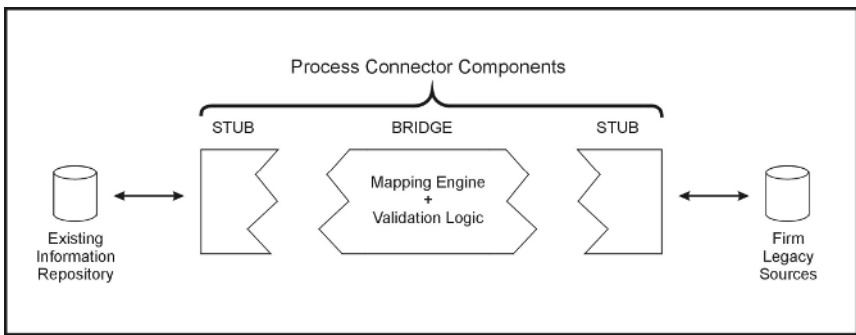 Process Connector Components
STUB
BRIDGE
STUB
Mapping Engine
+
Validation Logic
Existing
Information
Repository
Firm
Legacy
Sources